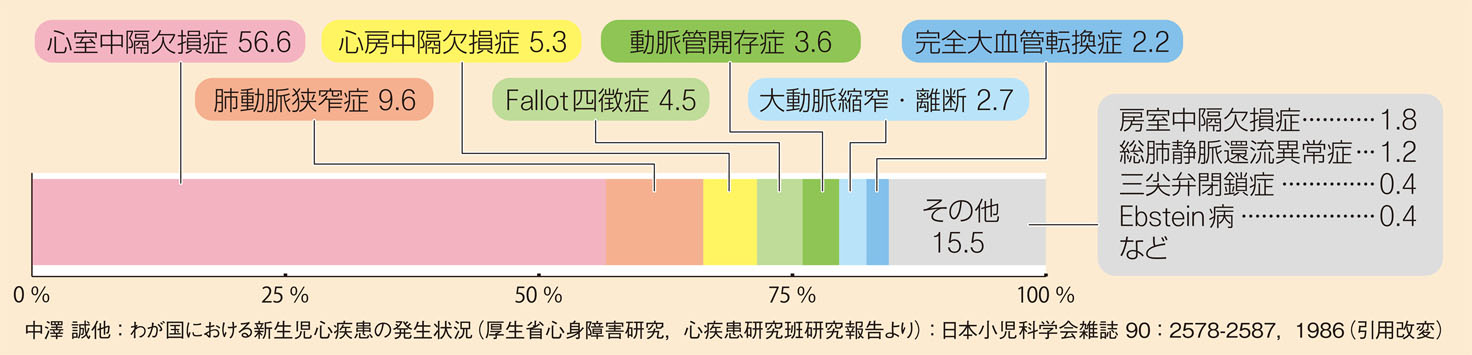 心室中隔欠損症 56.6
心房中隔欠損症 5.3
動脈管開存症 3.6
完全大血管転換症 2.2
肺動脈狭窄症 9.6
Fallot四徴症 4.5
大動脈縮窄・離断 2.7
房室中隔欠損症…………1.8
総肺静脈還流異常症…1.2
三尖弁閉鎖症…………0.4
Ebstein病…………………0.4
など
その他
15.5
0 %
25 %
50 %
75 %
100 %
中澤 誠他：わが国における新生児心疾患の発生状況（厚生省心身障害研究，心疾患研究班研究報告より）：日本小児科学会雑誌 90：2578-2587，1986（引用改変）